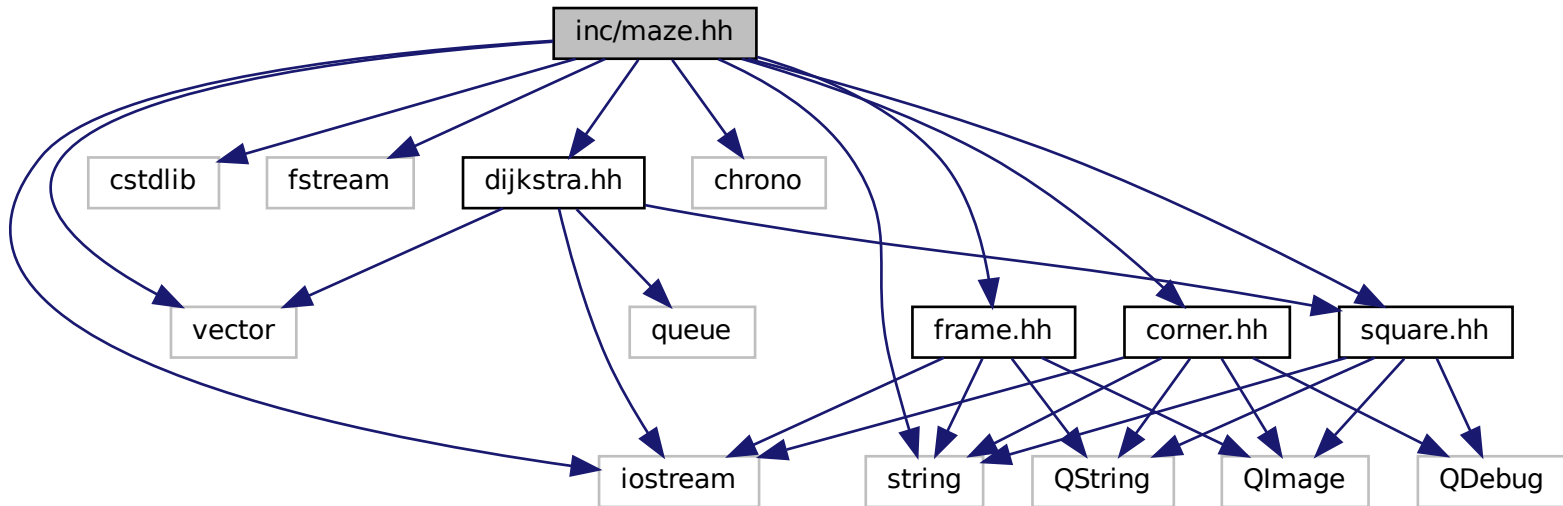 inc/maze.hh
cstdlib
fstream
dijkstra.hh
chrono
vector
queue
frame.hh
corner.hh
square.hh
iostream
string
QString
QImage
QDebug